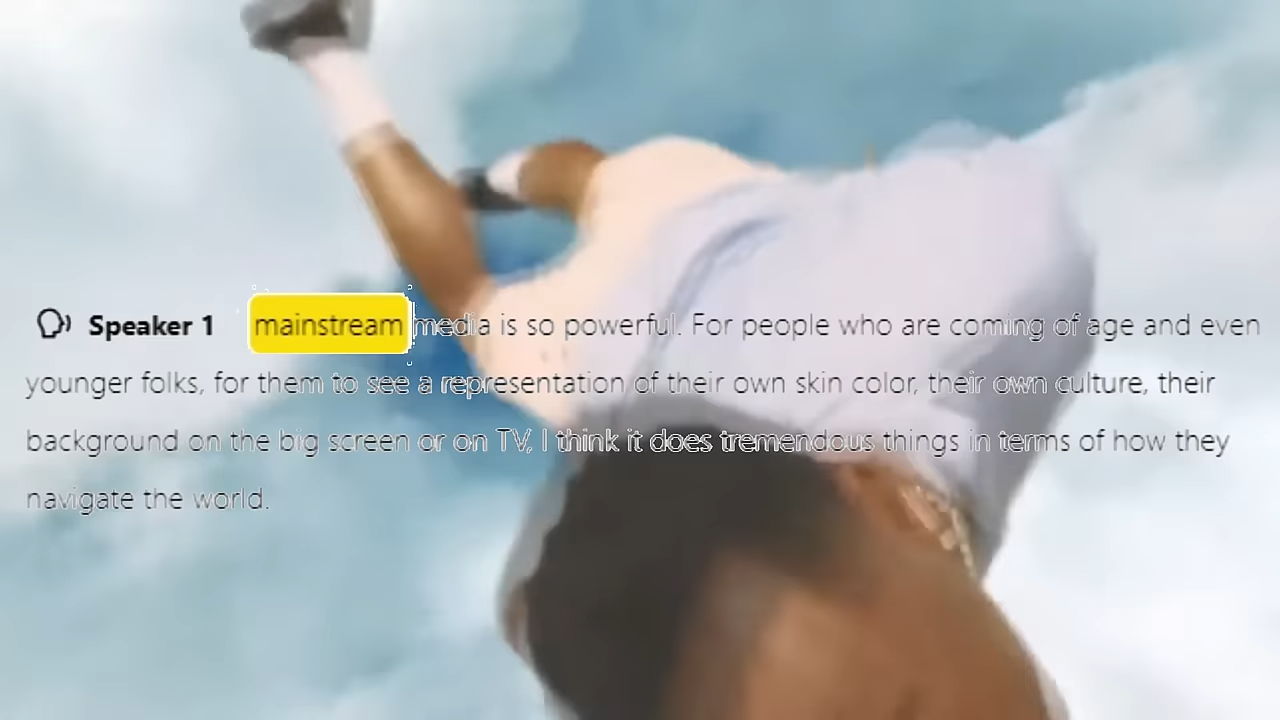 Speaker 1 mainstream media is so powerful. For people who are coming of age and even
younger folks, for them to see a representation of their own skin color, their own culture, their
background on the big screen or on TV, I think it does tremendous things in terms of how they
navigate the world.